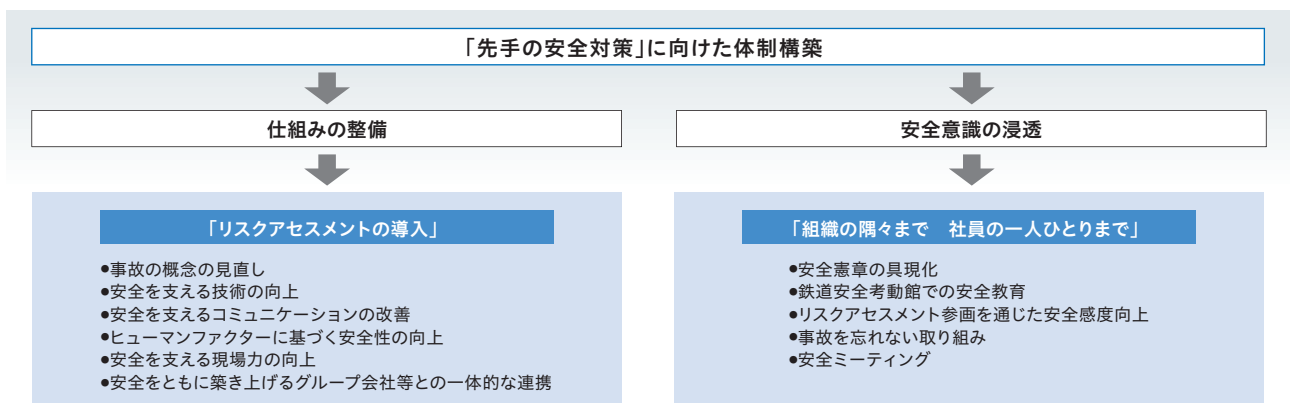 「先手の安全対策」に向けた体制構築
仕組みの整備
安全意識の浸透
「リスクアセスメントの導入」
●事故の概念の見直し
●安全を支える技術の向上
●安全を支えるコミュニケーションの改善
●ヒューマンファクターに基づく安全性の向上
●安全を支える現場力の向上
●安全をともに築き上げるグループ会社等との一体的な連携
「組織の隅々まで　社員の一人ひとりまで」
●安全憲章の具現化
●鉄道安全考動館での安全教育
●リスクアセスメント参画を通じた安全感度向上
●事故を忘れない取り組み
●安全ミーティング